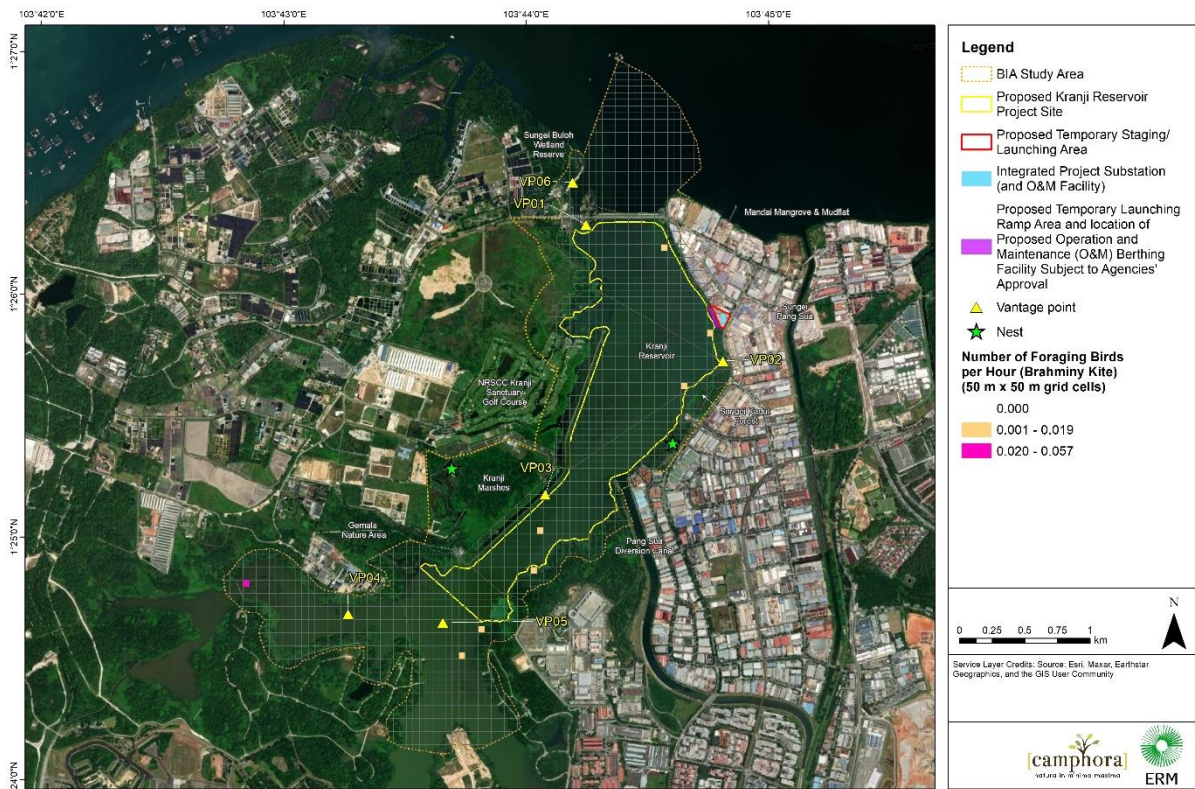 103°42'0"E
103°43'0"E
103°44'0"E
103°45'0"E
1°27'0"N
1°26'0"N
1°25'0"N
24'0"N
Sungei Buloh
Wetland
Reserve
VP06
VP01
Mandai Mangrove & Mudflat
Sungei
Pang Sua
Kranji
Reservoir
VP02
NRSCC Kranji
Sanctuary
Golf Course
Sungei Kadut
Forest
VP03
Kranji
Marshes
Gemala
Nature Area
Pang Sua
Diversion Canal
VP04
VP05
Legend
BIA Study Area
Proposed Kranji Reservoir
Project Site
Proposed Temporary Staging/
Launching Area
Integrated Project Substation
(and O&M Facility)
Proposed Temporary Launching
Ramp Area and location of
Proposed Operation and
Maintenance (O&M) Berthing
Facility Subject to Agencies'
Approval
Vantage point
Nest
Number of Foraging Birds
per Hour (Brahminy Kite)
(50 m x 50 m grid cells)
0.000
0.001 - 0.019
0.020 - 0.057
N
0 0.25 0.5 1
km
Service Layer Credits: Source: Esri, Maxar, Earthstar
Geographics, and the GIS User Community
[camphora]
natura in minima maxima
ERM